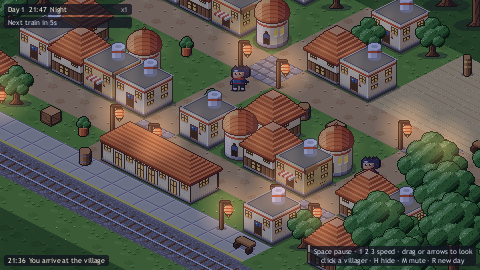 Day 1 21:47 Night x1
Next train in 5s
21:36 You arrive at the village
Space pause · 1 2 3 speed · drag or arrows to look
click a villager · H hide · M mute · R new day